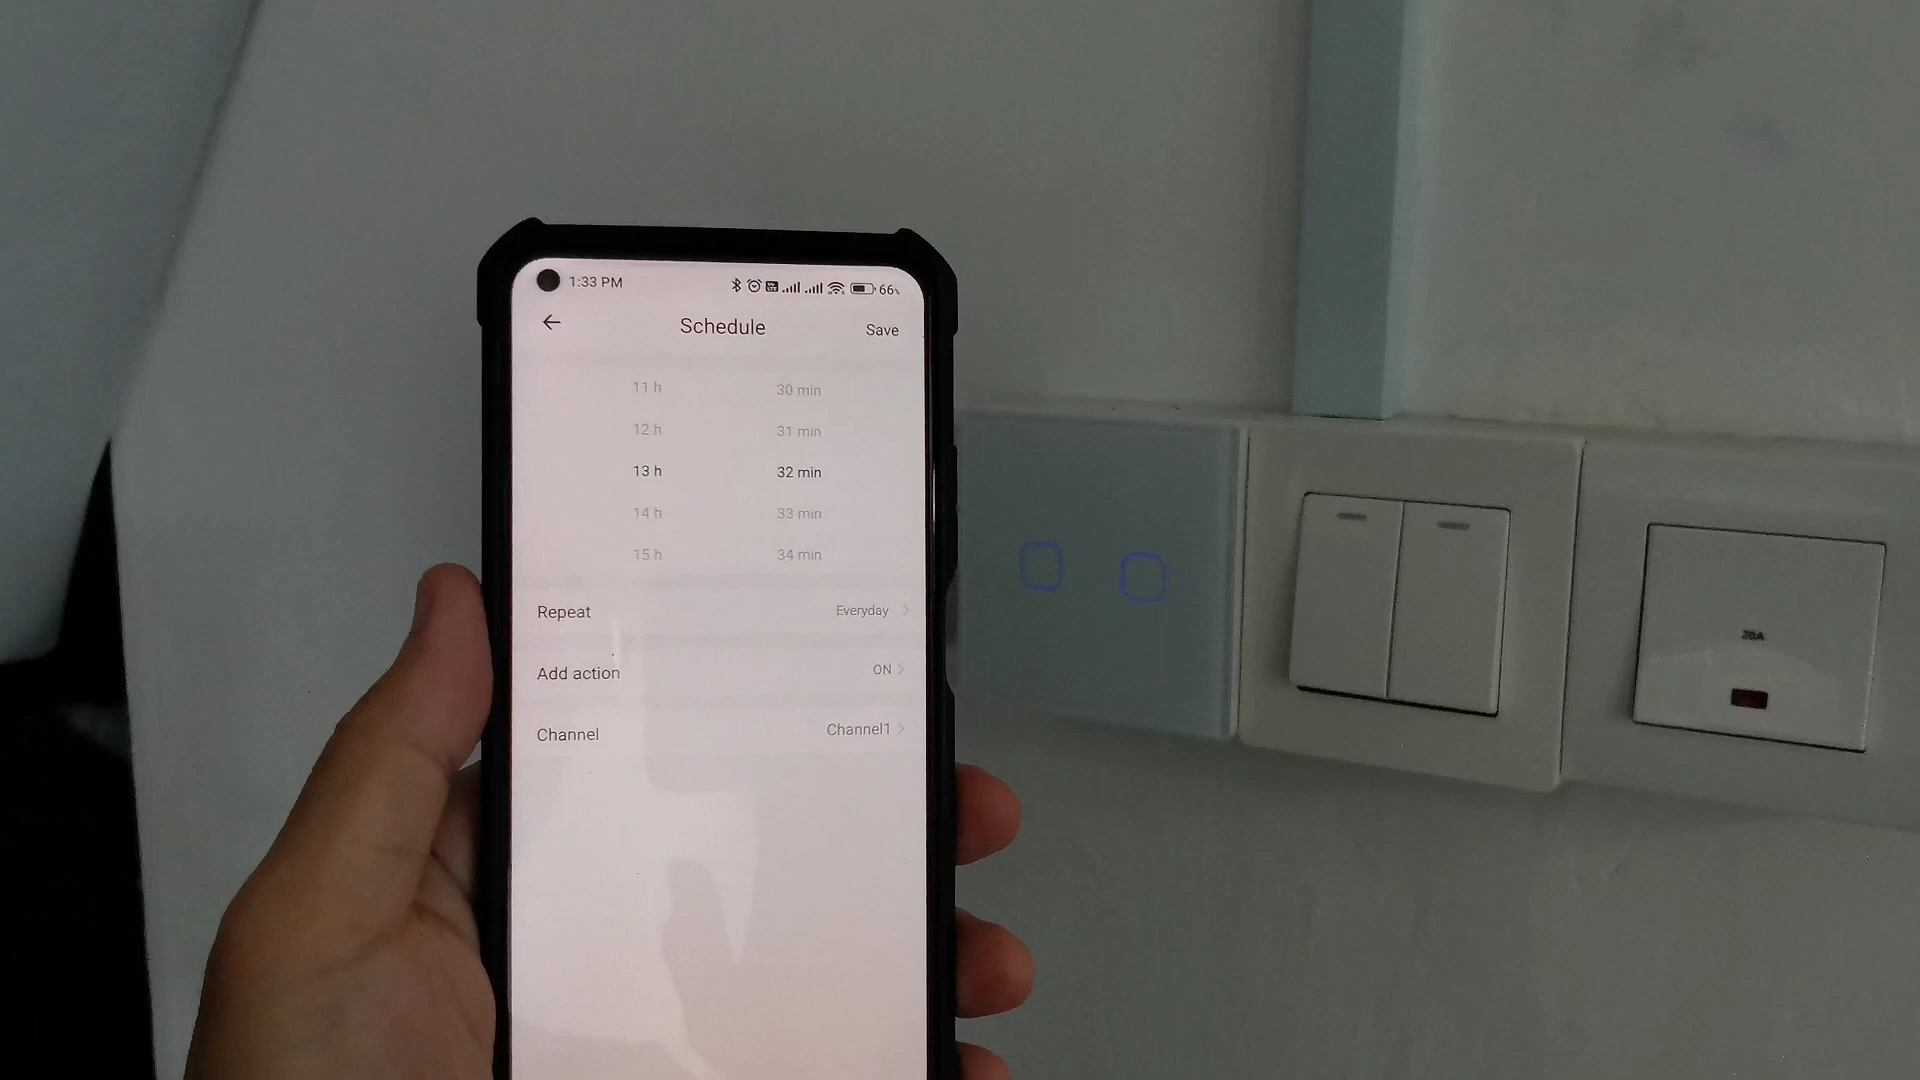 1:33 PM 66%
Schedule Save
11 h 30 min
12 h 31 min
13 h 32 min
14 h 33 min
15 h 34 min
Repeat Everyday
Add action ON
Channel Channel1
20A